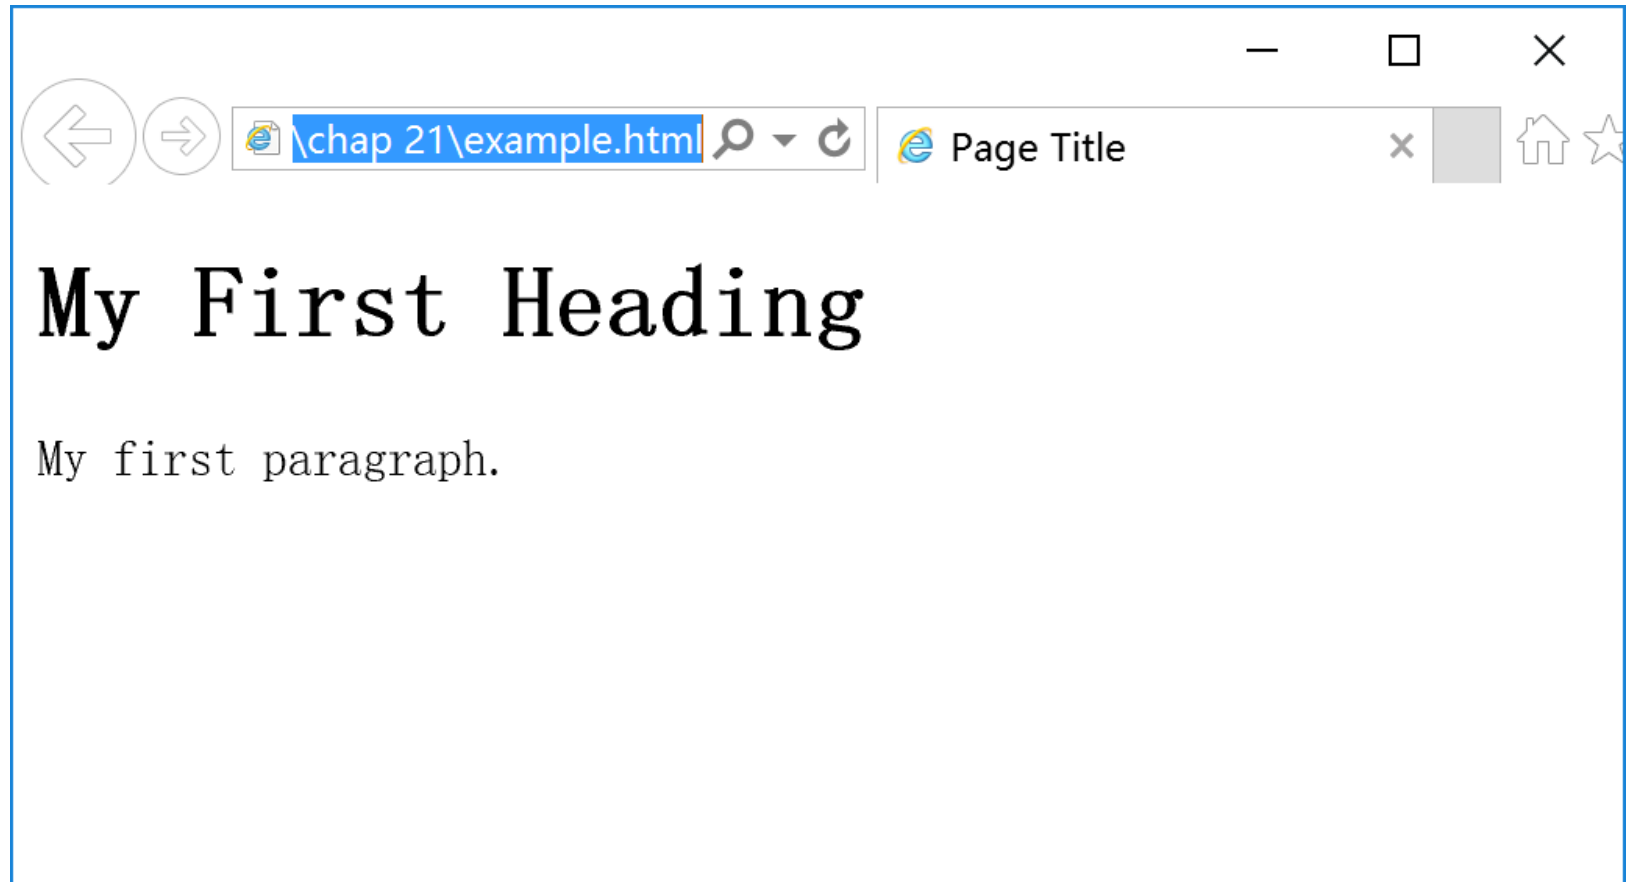 \chap 21\example.html
Page Title
My First Heading
My first paragraph.